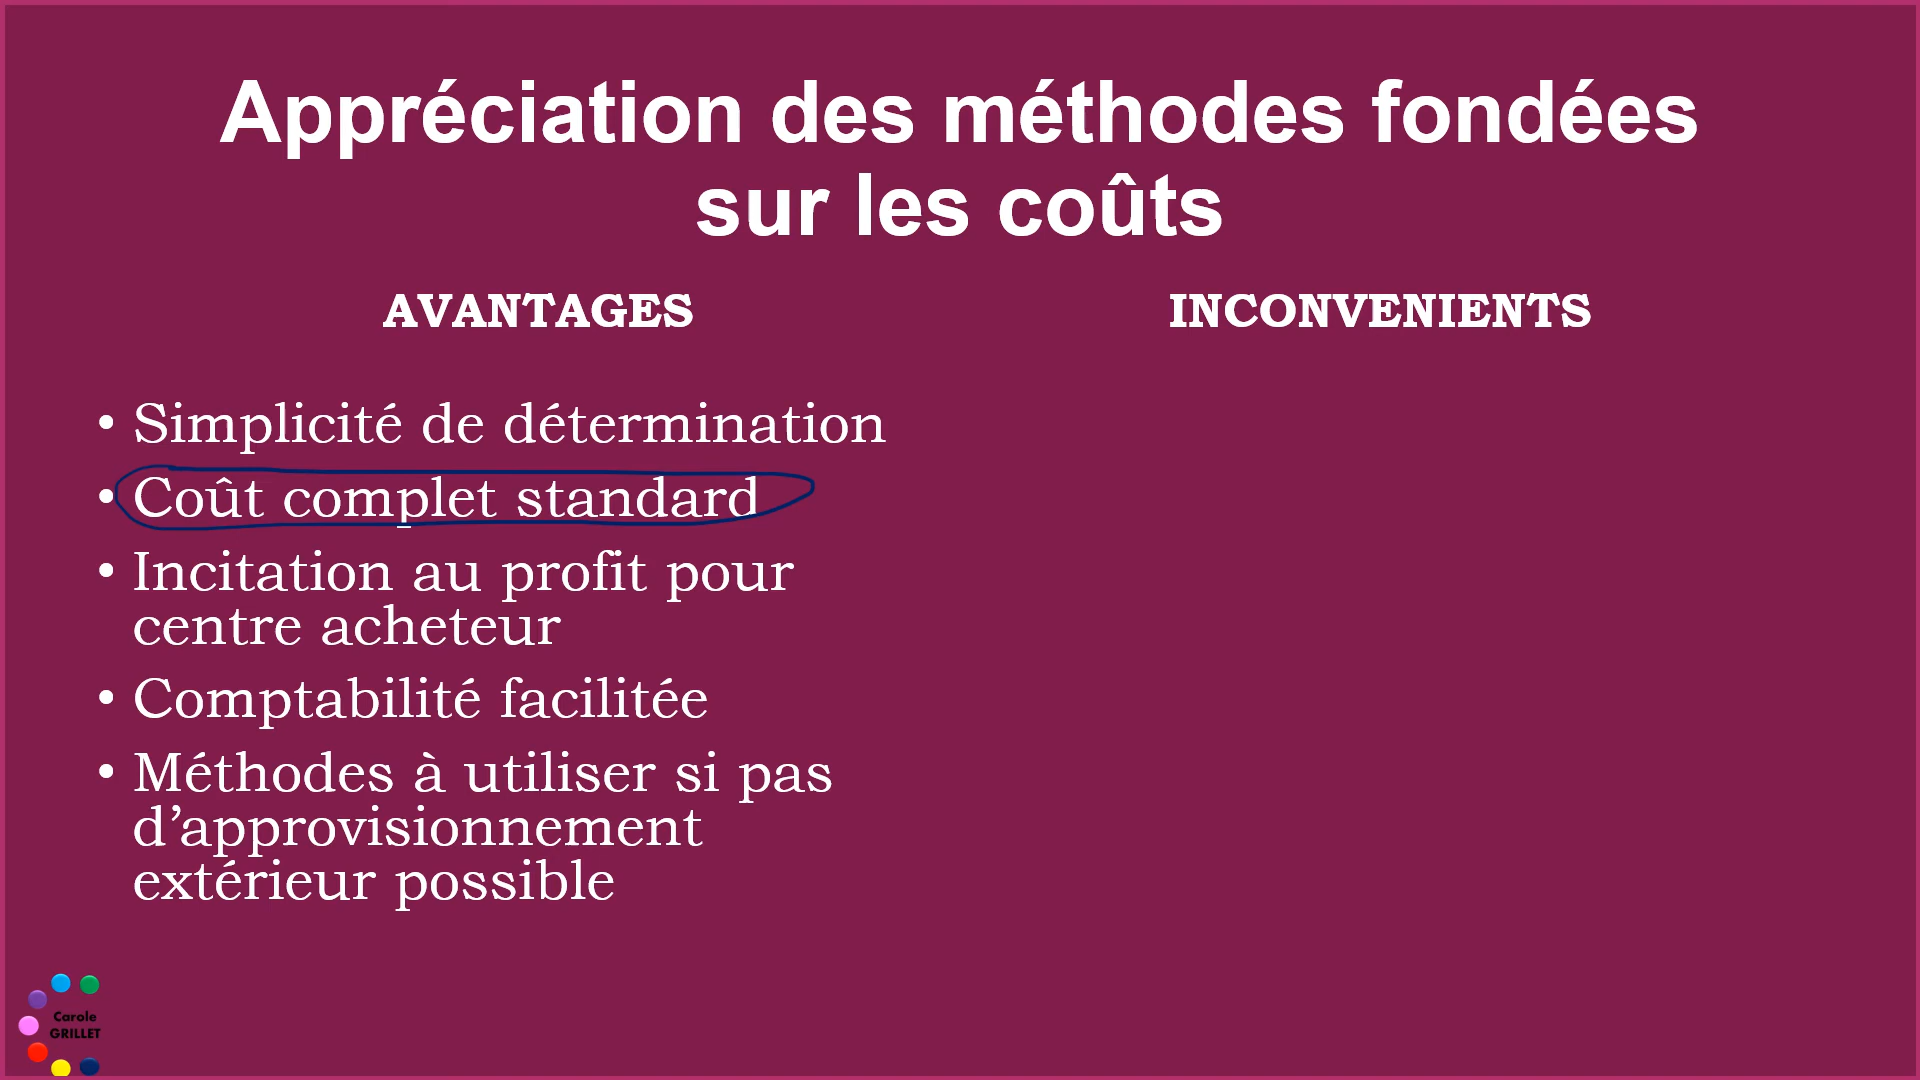 Appréciation des méthodes fondées
sur les coûts
AVANTAGES
• Simplicité de détermination
• Coût complet standard
• Incitation au profit pour
centre acheteur
• Comptabilité facilitée
• Méthodes à utiliser si pas
d’approvisionnement
extérieur possible
INCONVENIENTS
Carole
GRILLET